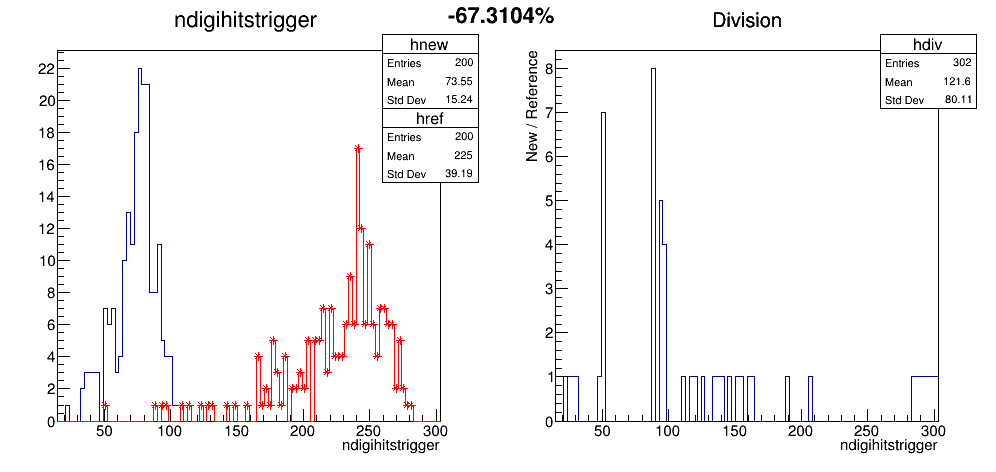 -67.3104%
ndigihitstrigger
hnew
Entries 200
Mean 73.55
Std Dev 15.24
href
Entries 200
Mean 225
Std Dev 39.19
22
20
18
16
14
12
10
8
6
4
2
0
50 100 150 200 250 300
ndigihitstrigger
Division
hdiv
Entries 302
Mean 121.6
Std Dev 80.11
New / Reference
8
7
6
5
4
3
2
1
0
50 100 150 200 250 300
ndigihitstrigger